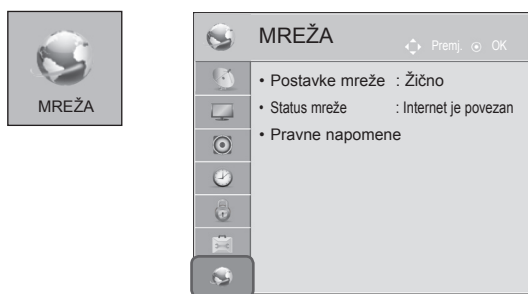 MREŽA
MREŽA
Premj. OK
• Postavke mreže : Žično
• Status mreže : Internet je povezan
• Pravne napomene